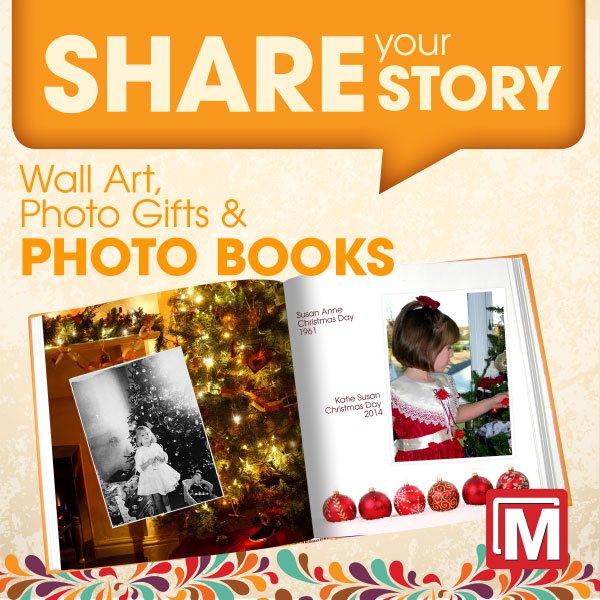 SHARE your STORY
Wall Art,
Photo Gifts &
PHOTO BOOKS
Susan Anne
Christmas Day
1961
Katie Susan
Christmas Day
2014
M